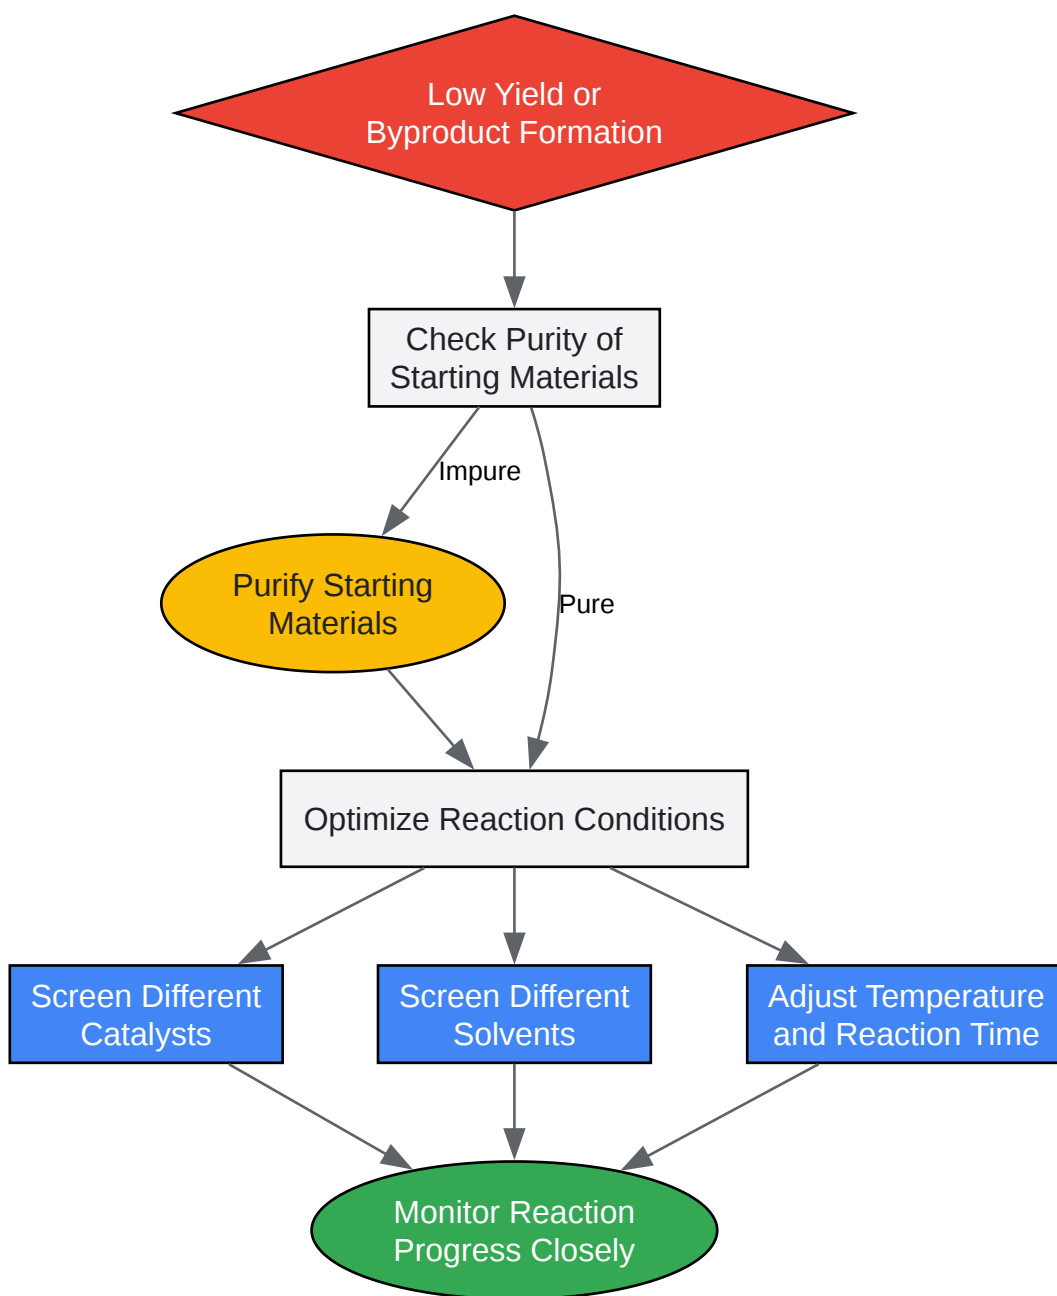 Low Yield or
Byproduct Formation
Check Purity of
Starting Materials
Impure
Purify Starting
Materials
Pure
Optimize Reaction Conditions
Screen Different
Catalysts
Screen Different
Solvents
Adjust Temperature
and Reaction Time
Monitor Reaction
Progress Closely